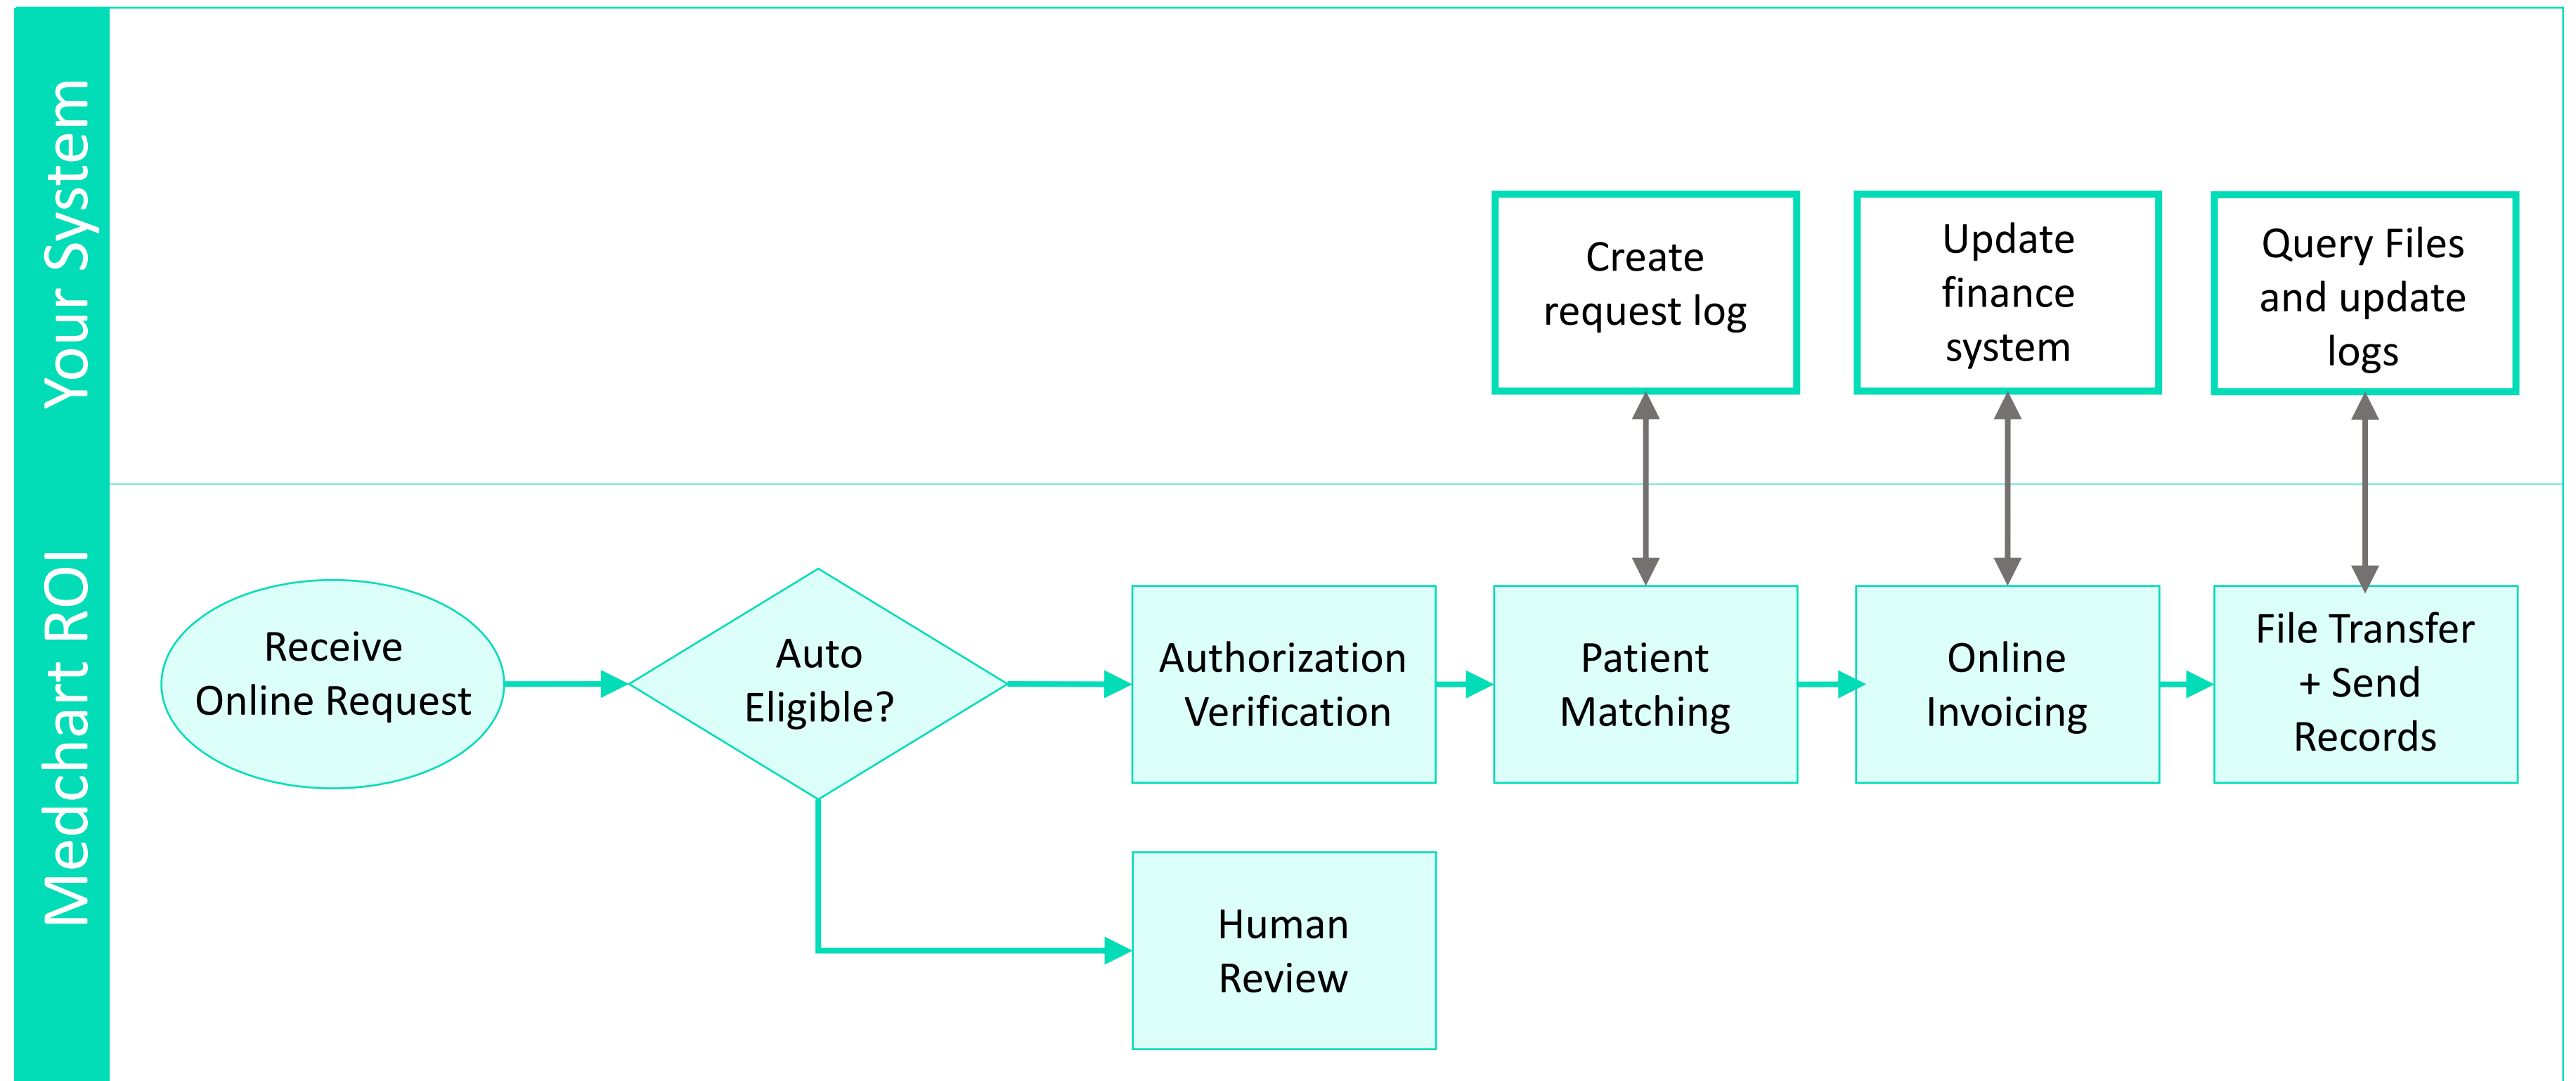 Your System
Create
request log
Update
finance
system
Query Files
and update
logs
Medchart ROI
Receive
Online Request
Auto
Eligible?
Authorization
Verification
Patient
Matching
Online
Invoicing
File Transfer
+ Send
Records
Human
Review